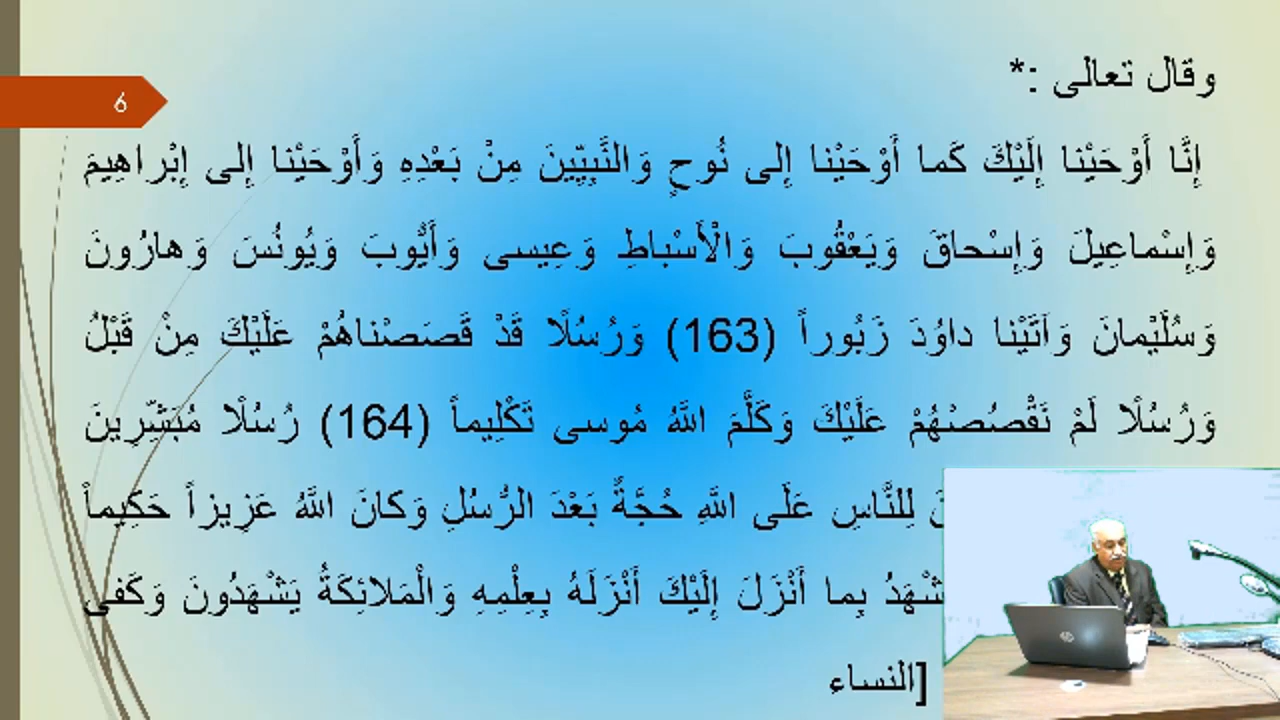 وقال تعالى :*
6
إِنَّا أَوْحَيْنا إِلَيْكَ كَما أَوْحَيْنا إِلى نُوحٍ وَالنَّبِيِّينَ مِنْ بَعْدِهِ وَأَوْحَيْنا إِلى إِبْراهِيمَ
وَإِسْماعِيلَ وَإِسْحاقَ وَيَعْقُوبَ وَالْأَسْباطِ وَعِيسى وَأَيُّوبَ وَيُونُسَ وَهارُونَ
وَسُلَيْمانَ وَآتَيْنا داوُدَ زَبُوراً (163) وَرُسُلًا قَدْ قَصَصْناهُمْ عَلَيْكَ مِنْ قَبْلُ
وَرُسُلًا لَمْ نَقْصُصْهُمْ عَلَيْكَ وَكَلَّمَ اللَّهُ مُوسى تَكْلِيماً (164) رُسُلًا مُبَشِّرِينَ
لِلنَّاسِ عَلَى اللَّهِ حُجَّةٌ بَعْدَ الرُّسُلِ وَكانَ اللَّهُ عَزِيزاً حَكِيماً
بِما أَنْزَلَ إِلَيْكَ أَنْزَلَهُ بِعِلْمِهِ وَالْمَلائِكَةُ يَشْهَدُونَ وَكَفى
[النساء